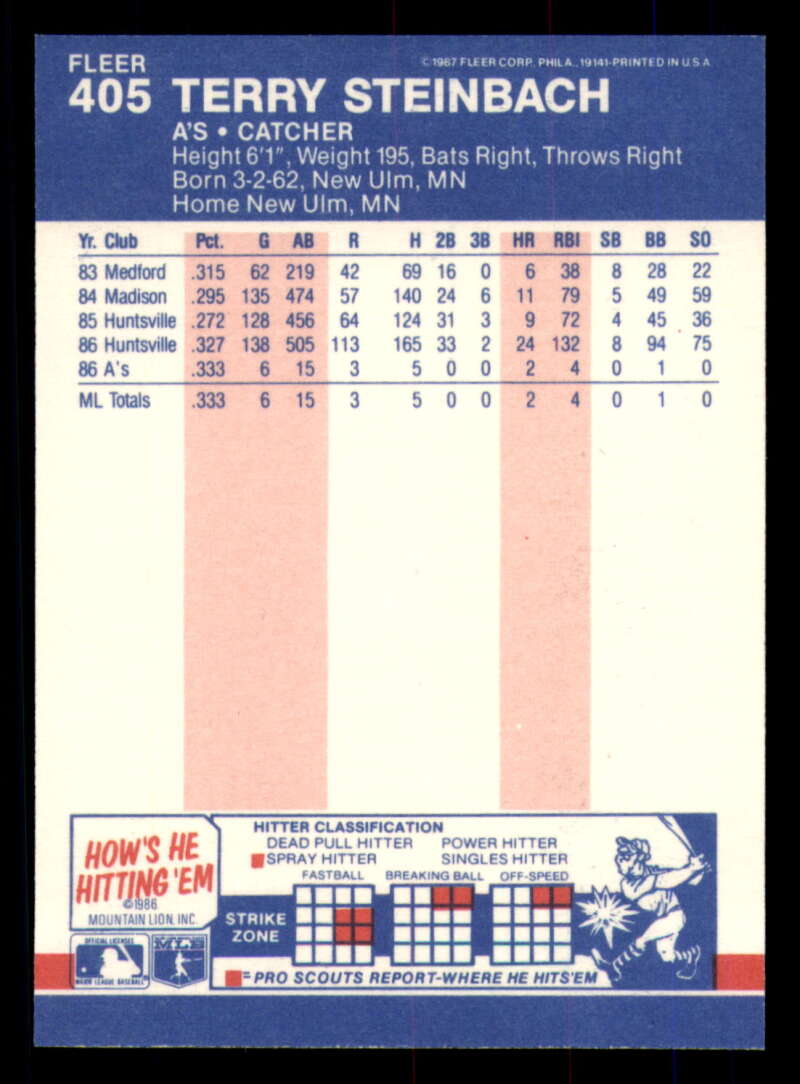 FLEER
© 1987 FLEER CORP. PHILA., 19141-PRINTED IN U.S.A.
405 TERRY STEINBACH
A'S • CATCHER
Height 6'1", Weight 195, Bats Right, Throws Right
Born 3-2-62, New Ulm, MN
Home New Ulm, MN
Yr. Club Pct. G AB R H 2B 3B HR RBI SB BB SO
83 Medford .315 62 219 42 69 16 0 6 38 8 28 22
84 Madison .295 135 474 57 140 24 6 11 79 5 49 59
85 Huntsville .272 128 456 64 124 31 3 9 72 4 45 36
86 Huntsville .327 138 505 113 165 33 2 24 132 8 94 75
86 A's .333 6 15 3 5 0 0 2 4 0 1 0
ML Totals .333 6 15 3 5 0 0 2 4 0 1 0
HOW'S HE
HITTING 'EM
©1986
MOUNTAIN LION, INC.
HITTER CLASSIFICATION
DEAD PULL HITTER POWER HITTER
SPRAY HITTER SINGLES HITTER
FASTBALL BREAKING BALL OFF-SPEED
STRIKE
ZONE
OFFICIAL LICENSEE
MAJOR LEAGUE BASEBALL
MLB
=PRO SCOUTS REPORT-WHERE HE HITS'EM